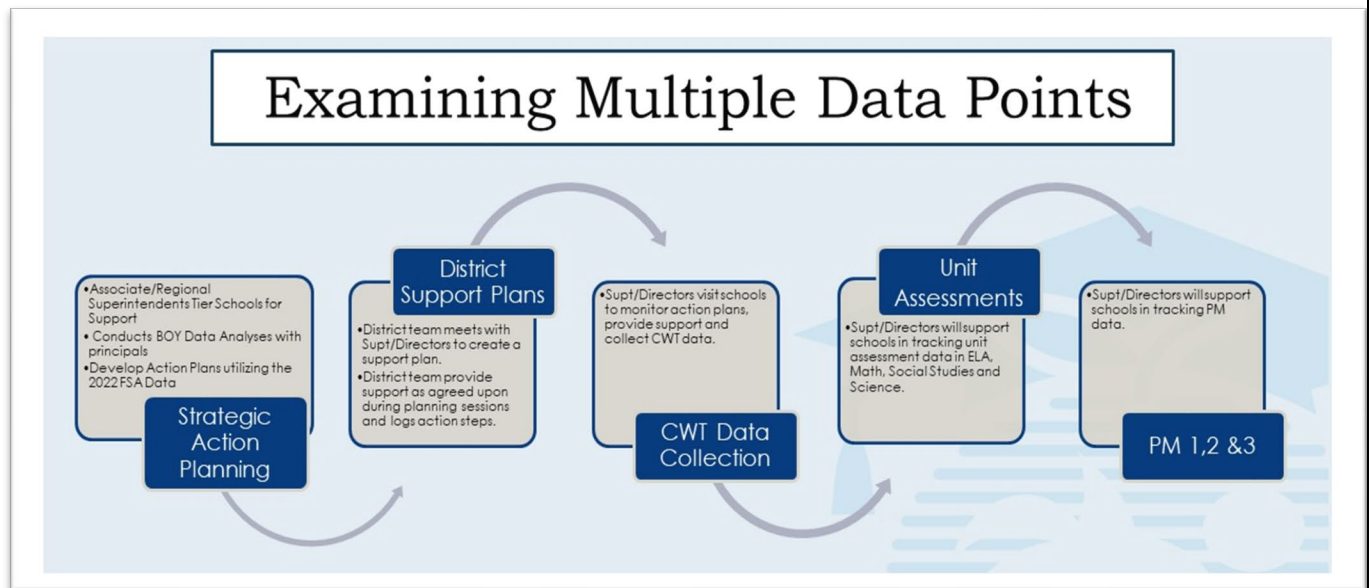 Examining Multiple Data Points
•Associate/Regional
Superintendents Tier Schools for
Support
• Conducts BOY Data Analyses with
principals
•Develop Action Plans utilizing the
2022 FSA Data
Strategic
Action
Planning
District
Support Plans
•District team meets with
Supt/Directors to create a
support plan.
•District team provide
support as agreed upon
during planning sessions
and logs action steps.
•Supt/Directors visit schools
to monitor action plans,
provide support and
collect CWT data.
CWT Data
Collection
Unit
Assessments
•Supt/Directors will support
schools in tracking unit
assessment data in ELA,
Math, Social Studies and
Science.
•Supt/Directors will support
schools in tracking PM
data.
PM 1,2 &3